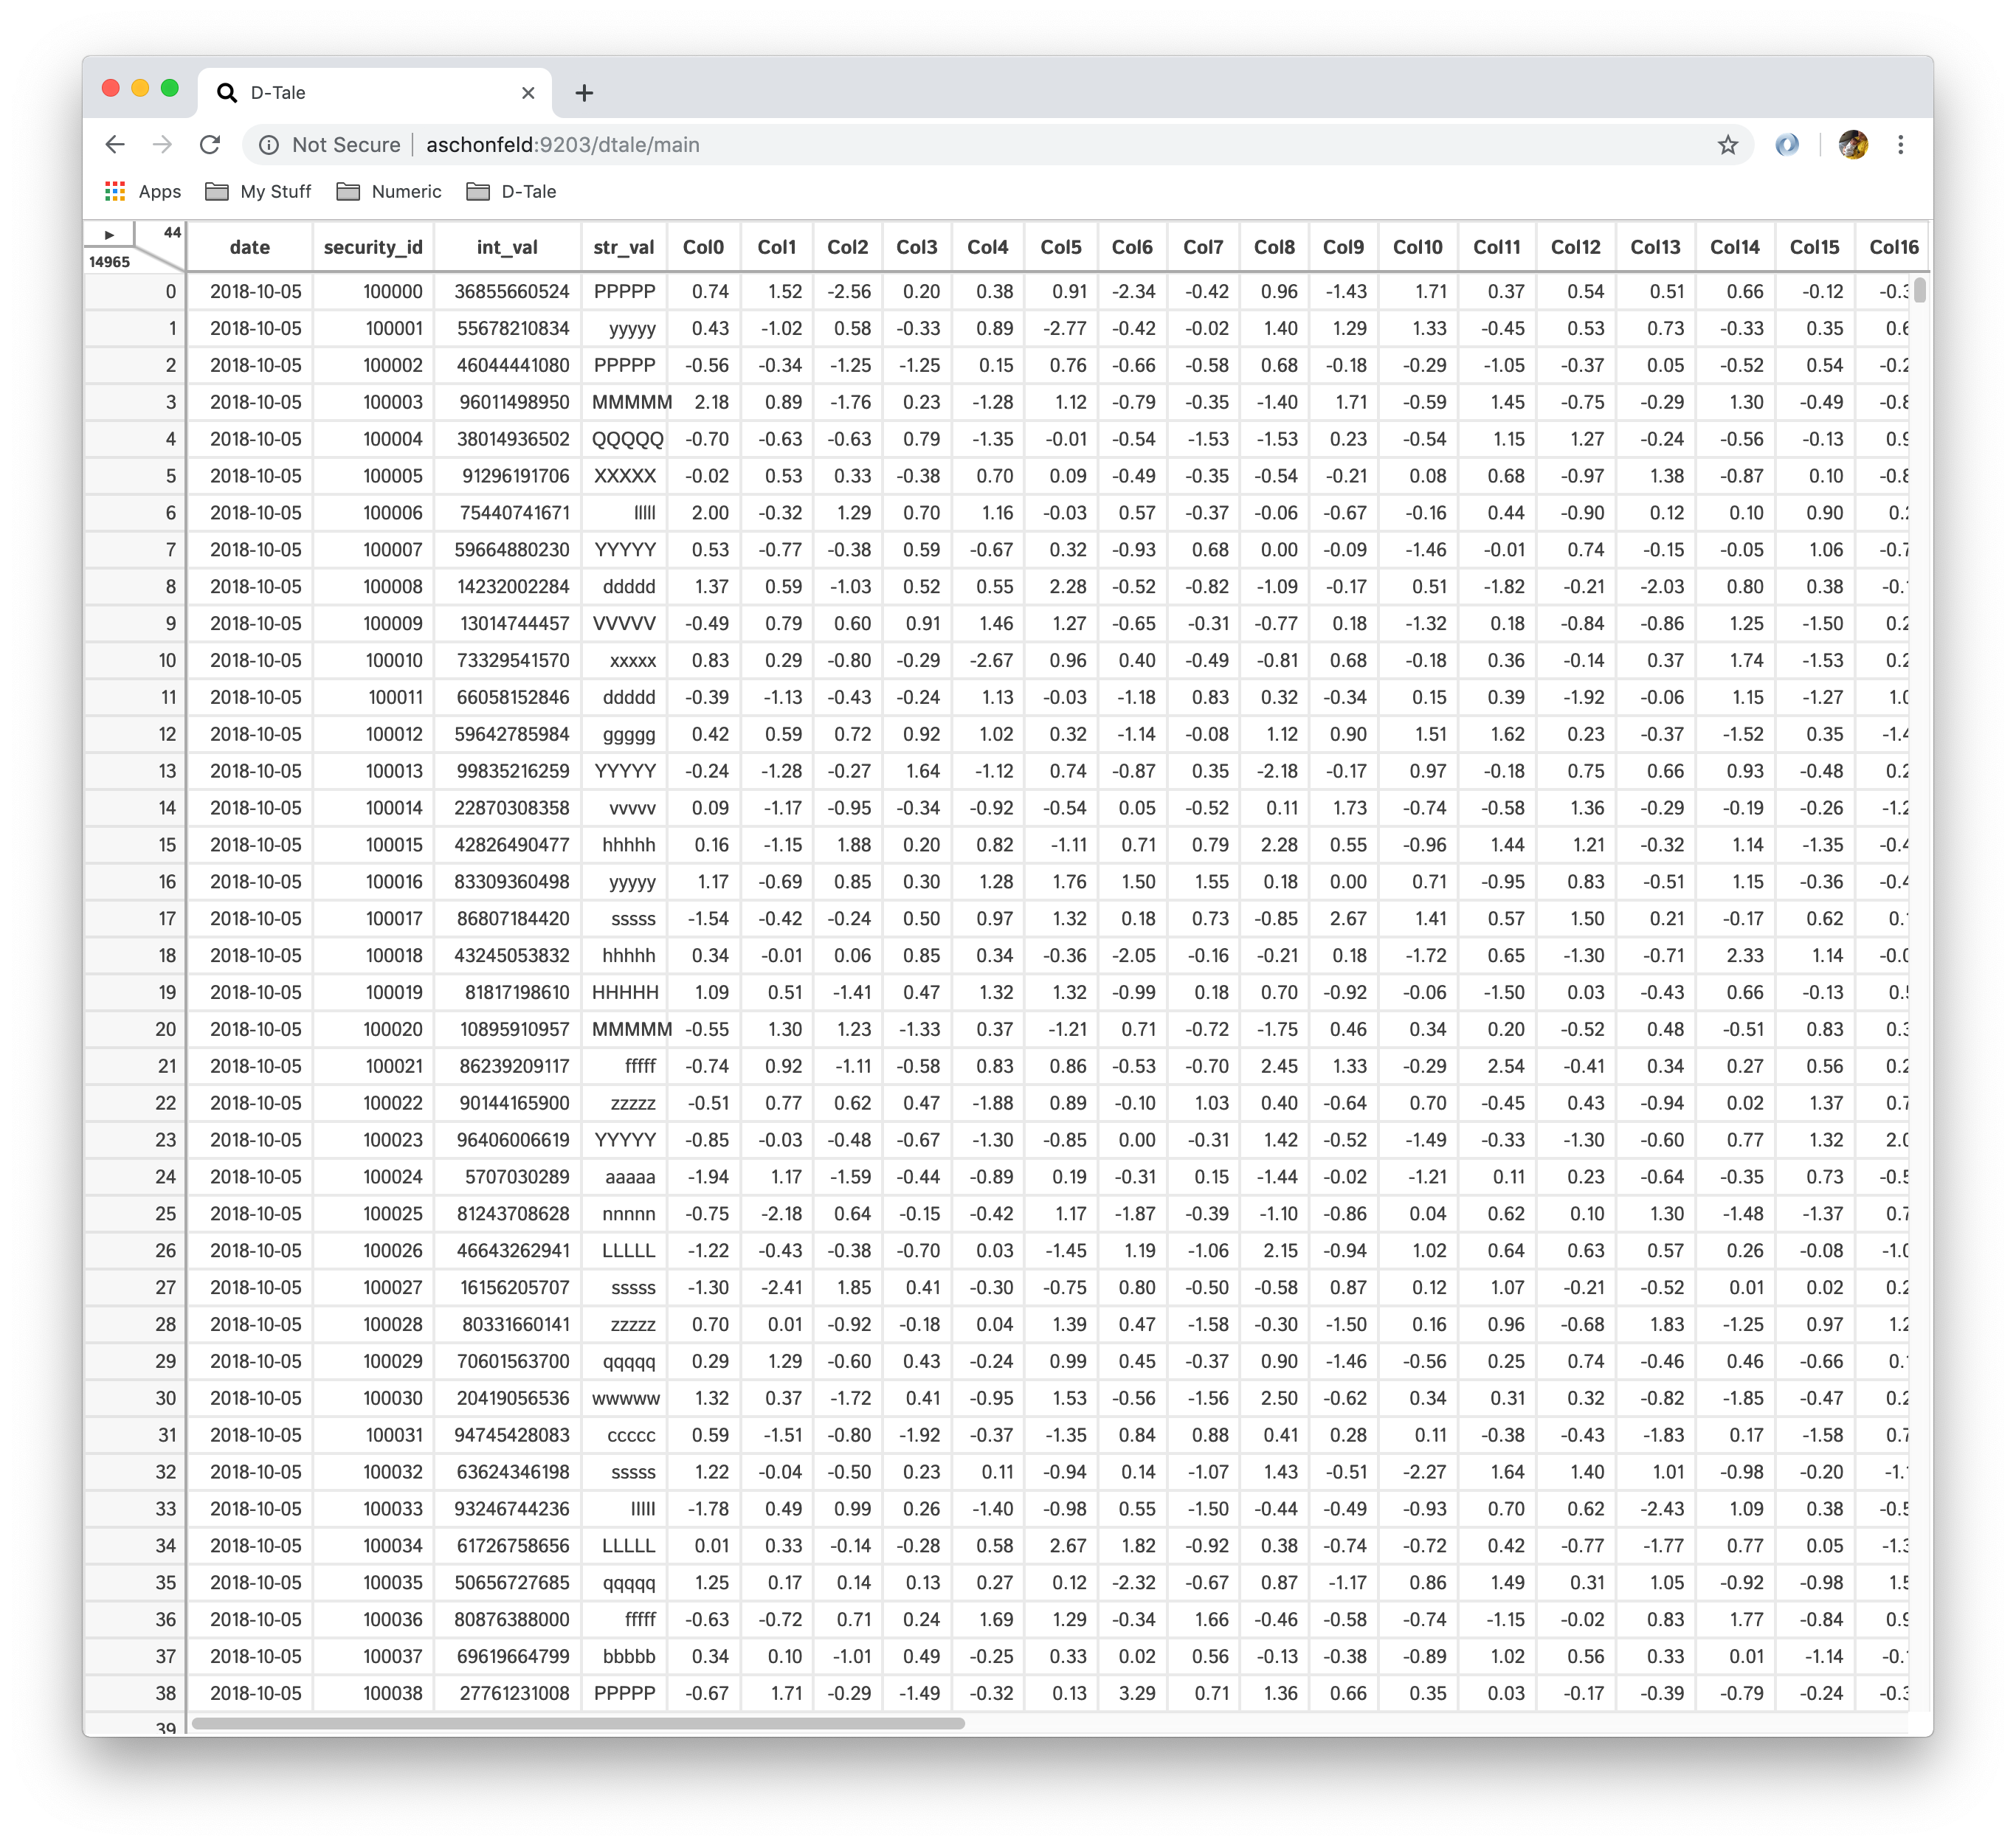 D-Tale
Not Secure aschonfeld:9203/dtale/main
Apps My Stuff Numeric D-Tale
44
14965
date security_id int_val str_val Col0 Col1 Col2 Col3 Col4 Col5 Col6 Col7 Col8 Col9 Col10 Col11 Col12 Col13 Col14 Col15 Col16
0 2018-10-05 100000 36855660524 PPPPP 0.74 1.52 -2.56 0.20 0.38 0.91 -2.34 -0.42 0.96 -1.43 1.71 0.37 0.54 0.51 0.66 -0.12
1 2018-10-05 100001 55678210834 yyyyy 0.43 -1.02 0.58 -0.33 0.89 -2.77 -0.42 -0.02 1.40 1.29 1.33 -0.45 0.53 0.73 -0.33 0.35
2 2018-10-05 100002 46044441080 PPPPP -0.56 -0.34 -1.25 -1.25 0.15 0.76 -0.66 -0.58 0.68 -0.18 -0.29 -1.05 -0.37 0.05 -0.52 0.54
3 2018-10-05 100003 96011498950 MMMMM 2.18 0.89 -1.76 0.23 -1.28 1.12 -0.79 -0.35 -1.40 1.71 -0.59 1.45 -0.75 -0.29 1.30 -0.49
4 2018-10-05 100004 38014936502 QQQQQ -0.70 -0.63 -0.63 0.79 -1.35 -0.01 -0.54 -1.53 -1.53 0.23 -0.54 1.15 1.27 -0.24 -0.56 -0.13
5 2018-10-05 100005 91296191706 XXXXX -0.02 0.53 0.33 -0.38 0.70 0.09 -0.49 -0.35 -0.54 -0.21 0.08 0.68 -0.97 1.38 -0.87 0.10
6 2018-10-05 100006 75440741671 lllll 2.00 -0.32 1.29 0.70 1.16 -0.03 0.57 -0.37 -0.06 -0.67 -0.16 0.44 -0.90 0.12 0.10 0.90
7 2018-10-05 100007 59664880230 YYYYY 0.53 -0.77 -0.38 0.59 -0.67 0.32 -0.93 0.68 0.00 -0.09 -1.46 -0.01 0.74 -0.15 -0.05 1.06
8 2018-10-05 100008 14232002284 ddddd 1.37 0.59 -1.03 0.52 0.55 2.28 -0.52 -0.82 -1.09 -0.17 0.51 -1.82 -0.21 -2.03 0.80 0.38
9 2018-10-05 100009 13014744457 VVVVV -0.49 0.79 0.60 0.91 1.46 1.27 -0.65 -0.31 -0.77 0.18 -1.32 0.18 -0.84 -0.86 1.25 -1.50
10 2018-10-05 100010 73329541570 xxxxx 0.83 0.29 -0.80 -0.29 -2.67 0.96 0.40 -0.49 -0.81 0.68 -0.18 0.36 -0.14 0.37 1.74 -1.53
11 2018-10-05 100011 66058152846 ddddd -0.39 -1.13 -0.43 -0.24 1.13 -0.03 -1.18 0.83 0.32 -0.34 0.15 0.39 -1.92 -0.06 1.15 -1.27
12 2018-10-05 100012 59642785984 ggggg 0.42 0.59 0.72 0.92 1.02 0.32 -1.14 -0.08 1.12 0.90 1.51 1.62 0.23 -0.37 -1.52 0.35
13 2018-10-05 100013 99835216259 YYYYY -0.24 -1.28 -0.27 1.64 -1.12 0.74 -0.87 0.35 -2.18 -0.17 0.97 -0.18 0.75 0.66 0.93 -0.48
14 2018-10-05 100014 22870308358 vvvvv 0.09 -1.17 -0.95 -0.34 -0.92 -0.54 0.05 -0.52 0.11 1.73 -0.74 -0.58 1.36 -0.29 -0.19 -0.26
15 2018-10-05 100015 42826490477 hhhhh 0.16 -1.15 1.88 0.20 0.82 -1.11 0.71 0.79 2.28 0.55 -0.96 1.44 1.21 -0.32 1.14 -1.35
16 2018-10-05 100016 83309360498 yyyyy 1.17 -0.69 0.85 0.30 1.28 1.76 1.50 1.55 0.18 0.00 0.71 -0.95 0.83 -0.51 1.15 -0.36
17 2018-10-05 100017 86807184420 sssss -1.54 -0.42 -0.24 0.50 0.97 1.32 0.18 0.73 -0.85 2.67 1.41 0.57 1.50 0.21 -0.17 0.62
18 2018-10-05 100018 43245053832 hhhhh 0.34 -0.01 0.06 0.85 0.34 -0.36 -2.05 -0.16 -0.21 0.18 -1.72 0.65 -1.30 -0.71 2.33 1.14
19 2018-10-05 100019 81817198610 HHHHH 1.09 0.51 -1.41 0.47 1.32 1.32 -0.99 0.18 0.70 -0.92 -0.06 -1.50 0.03 -0.43 0.66 -0.13
20 2018-10-05 100020 10895910957 MMMMM -0.55 1.30 1.23 -1.33 0.37 -1.21 0.71 -0.72 -1.75 0.46 0.34 0.20 -0.52 0.48 -0.51 0.83
21 2018-10-05 100021 86239209117 fffff -0.74 0.92 -1.11 -0.58 0.83 0.86 -0.53 -0.70 2.45 1.33 -0.29 2.54 -0.41 0.34 0.27 0.56
22 2018-10-05 100022 90144165900 zzzzz -0.51 0.77 0.62 0.47 -1.88 0.89 -0.10 1.03 0.40 -0.64 0.70 -0.45 0.43 -0.94 0.02 1.37
23 2018-10-05 100023 96406006619 YYYYY -0.85 -0.03 -0.48 -0.67 -1.30 -0.85 0.00 -0.31 1.42 -0.52 -1.49 -0.33 -1.30 -0.60 0.77 1.32
24 2018-10-05 100024 5707030289 aaaaa -1.94 1.17 -1.59 -0.44 -0.89 0.19 -0.31 0.15 -1.44 -0.02 -1.21 0.11 0.23 -0.64 -0.35 0.73
25 2018-10-05 100025 81243708628 nnnnn -0.75 -2.18 0.64 -0.15 -0.42 1.17 -1.87 -0.39 -1.10 -0.86 0.04 0.62 0.10 1.30 -1.48 -1.37
26 2018-10-05 100026 46643262941 LLLLL -1.22 -0.43 -0.38 -0.70 0.03 -1.45 1.19 -1.06 2.15 -0.94 1.02 0.64 0.63 0.57 0.26 -0.08
27 2018-10-05 100027 16156205707 sssss -1.30 -2.41 1.85 0.41 -0.30 -0.75 0.80 -0.50 -0.58 0.87 0.12 1.07 -0.21 -0.52 0.01 0.02
28 2018-10-05 100028 80331660141 zzzzz 0.70 0.01 -0.92 -0.18 0.04 1.39 0.47 -1.58 -0.30 -1.50 0.16 0.96 -0.68 1.83 -1.25 0.97
29 2018-10-05 100029 70601563700 qqqqq 0.29 1.29 -0.60 0.43 -0.24 0.99 0.45 -0.37 0.90 -1.46 -0.56 0.25 0.74 -0.46 0.46 -0.66
30 2018-10-05 100030 20419056536 wwwww 1.32 0.37 -1.72 0.41 -0.95 1.53 -0.56 -1.56 2.50 -0.62 0.34 0.31 0.32 -0.82 -1.85 -0.47
31 2018-10-05 100031 94745428083 ccccc 0.59 -1.51 -0.80 -1.92 -0.37 -1.35 0.84 0.88 0.41 0.28 0.11 -0.38 -0.43 -1.83 0.17 -1.58
32 2018-10-05 100032 63624346198 sssss 1.22 -0.04 -0.50 0.23 0.11 -0.94 0.14 -1.07 1.43 -0.51 -2.27 1.64 1.40 1.01 -0.98 -0.20
33 2018-10-05 100033 93246744236 lllll -1.78 0.49 0.99 0.26 -1.40 -0.98 0.55 -1.50 -0.44 -0.49 -0.93 0.70 0.62 -2.43 1.09 0.38
34 2018-10-05 100034 61726758656 LLLLL 0.01 0.33 -0.14 -0.28 0.58 2.67 1.82 -0.92 0.38 -0.74 -0.72 0.42 -0.77 -1.77 0.77 0.05
35 2018-10-05 100035 50656727685 qqqqq 1.25 0.17 0.14 0.13 0.27 0.12 -2.32 -0.67 0.87 -1.17 0.86 1.49 0.31 1.05 -0.92 -0.98
36 2018-10-05 100036 80876388000 fffff -0.63 -0.72 0.71 0.24 1.69 1.29 -0.34 1.66 -0.46 -0.58 -0.74 -1.15 -0.02 0.83 1.77 -0.84
37 2018-10-05 100037 69619664799 bbbbb 0.34 0.10 -1.01 0.49 -0.25 0.33 0.02 0.56 -0.13 -0.38 -0.89 1.02 0.56 0.33 0.01 -1.14
38 2018-10-05 100038 27761231008 PPPPP -0.67 1.71 -0.29 -1.49 -0.32 0.13 3.29 0.71 1.36 0.66 0.35 0.03 -0.17 -0.39 -0.79 -0.24
39